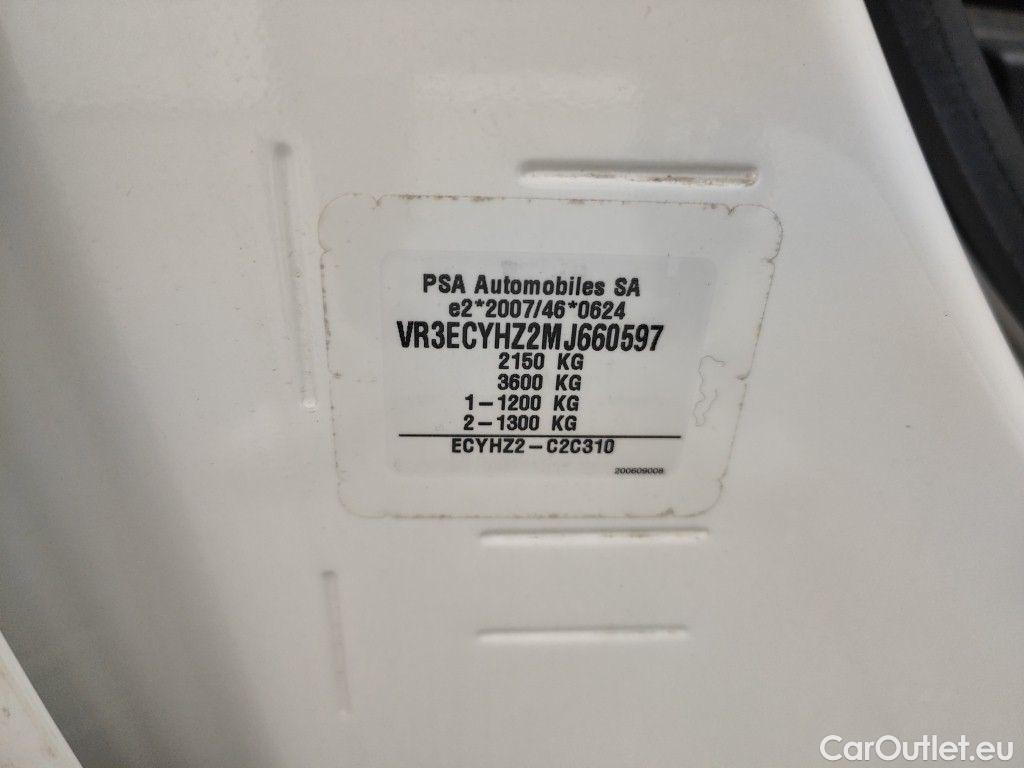 PSA Automobiles SA
e2*2007/46*0624
VR3ECYHZ2MJ660597
2150 KG
3600 KG
1-1200 KG
2-1300 KG
ECYHZ2-C2C310
200609008
CarOutlet.eu